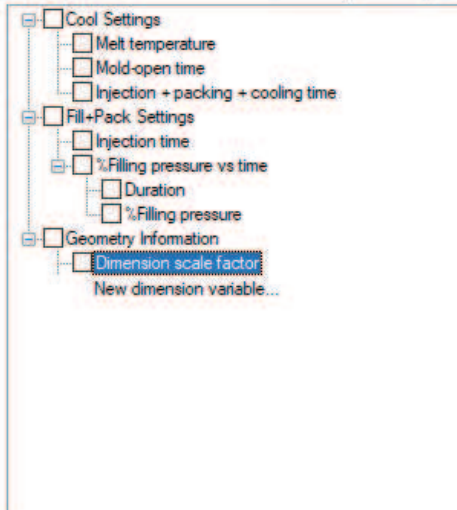 Cool Settings
Melt temperature
Mold-open time
Injection + packing + cooling time
Fill+Pack Settings
Injection time
%Filling pressure vs time
Duration
%Filling pressure
Geometry Information
Dimension scale factor
New dimension variable...